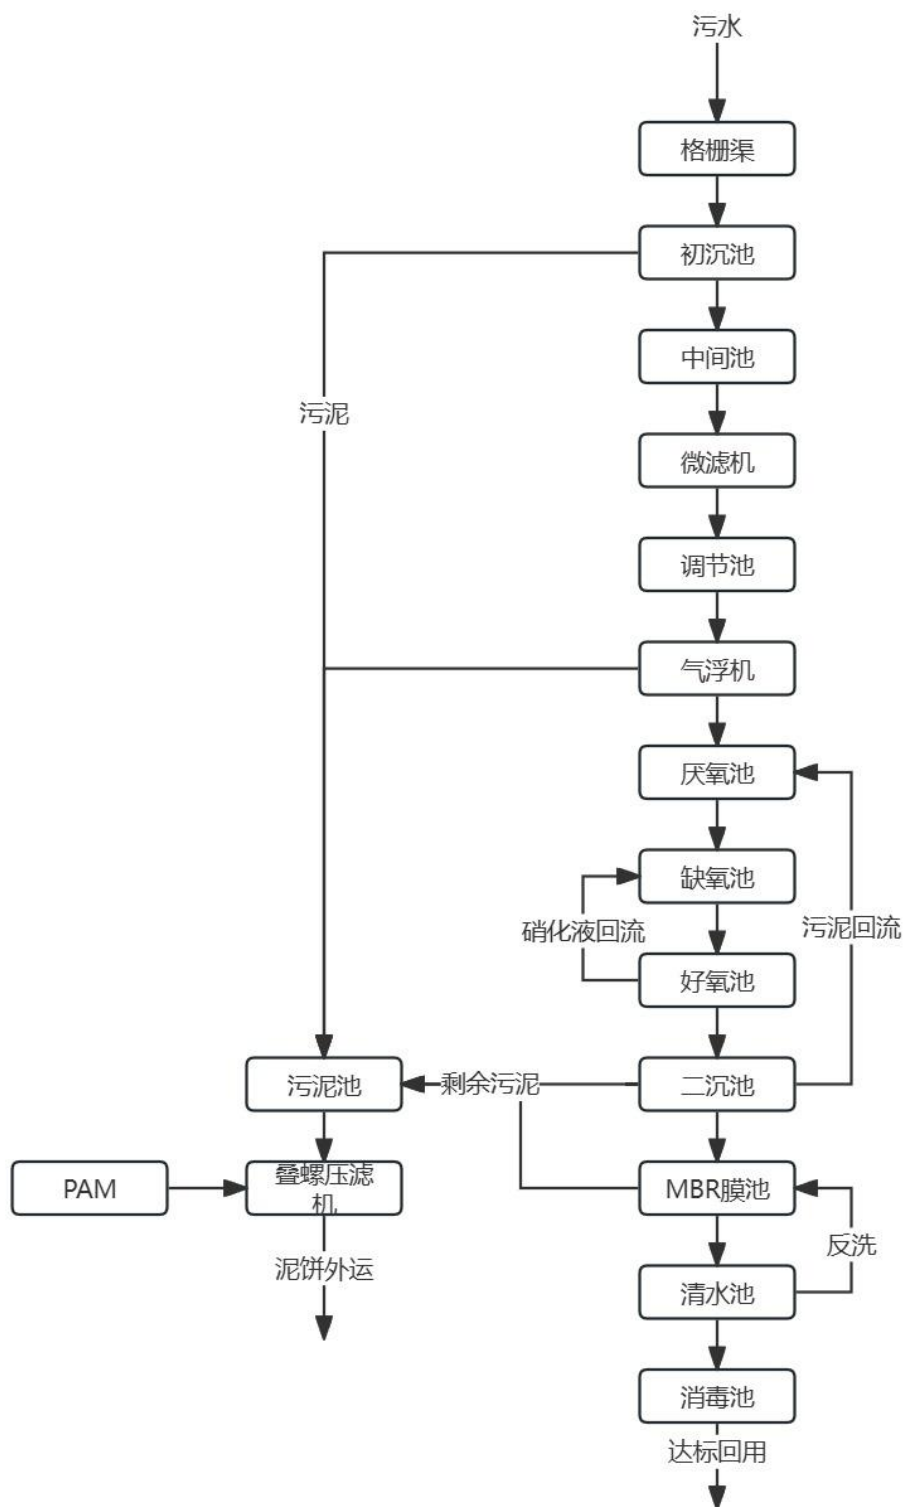 污水
格栅渠
初沉池
中间池
污泥
微滤机
调节池
气浮机
厌氧池
缺氧池
硝化液回流
污泥回流
好氧池
污泥池
剩余污泥
二沉池
PAM
叠螺压滤
机
MBR膜池
反洗
泥饼外运
清水池
消毒池
达标回用